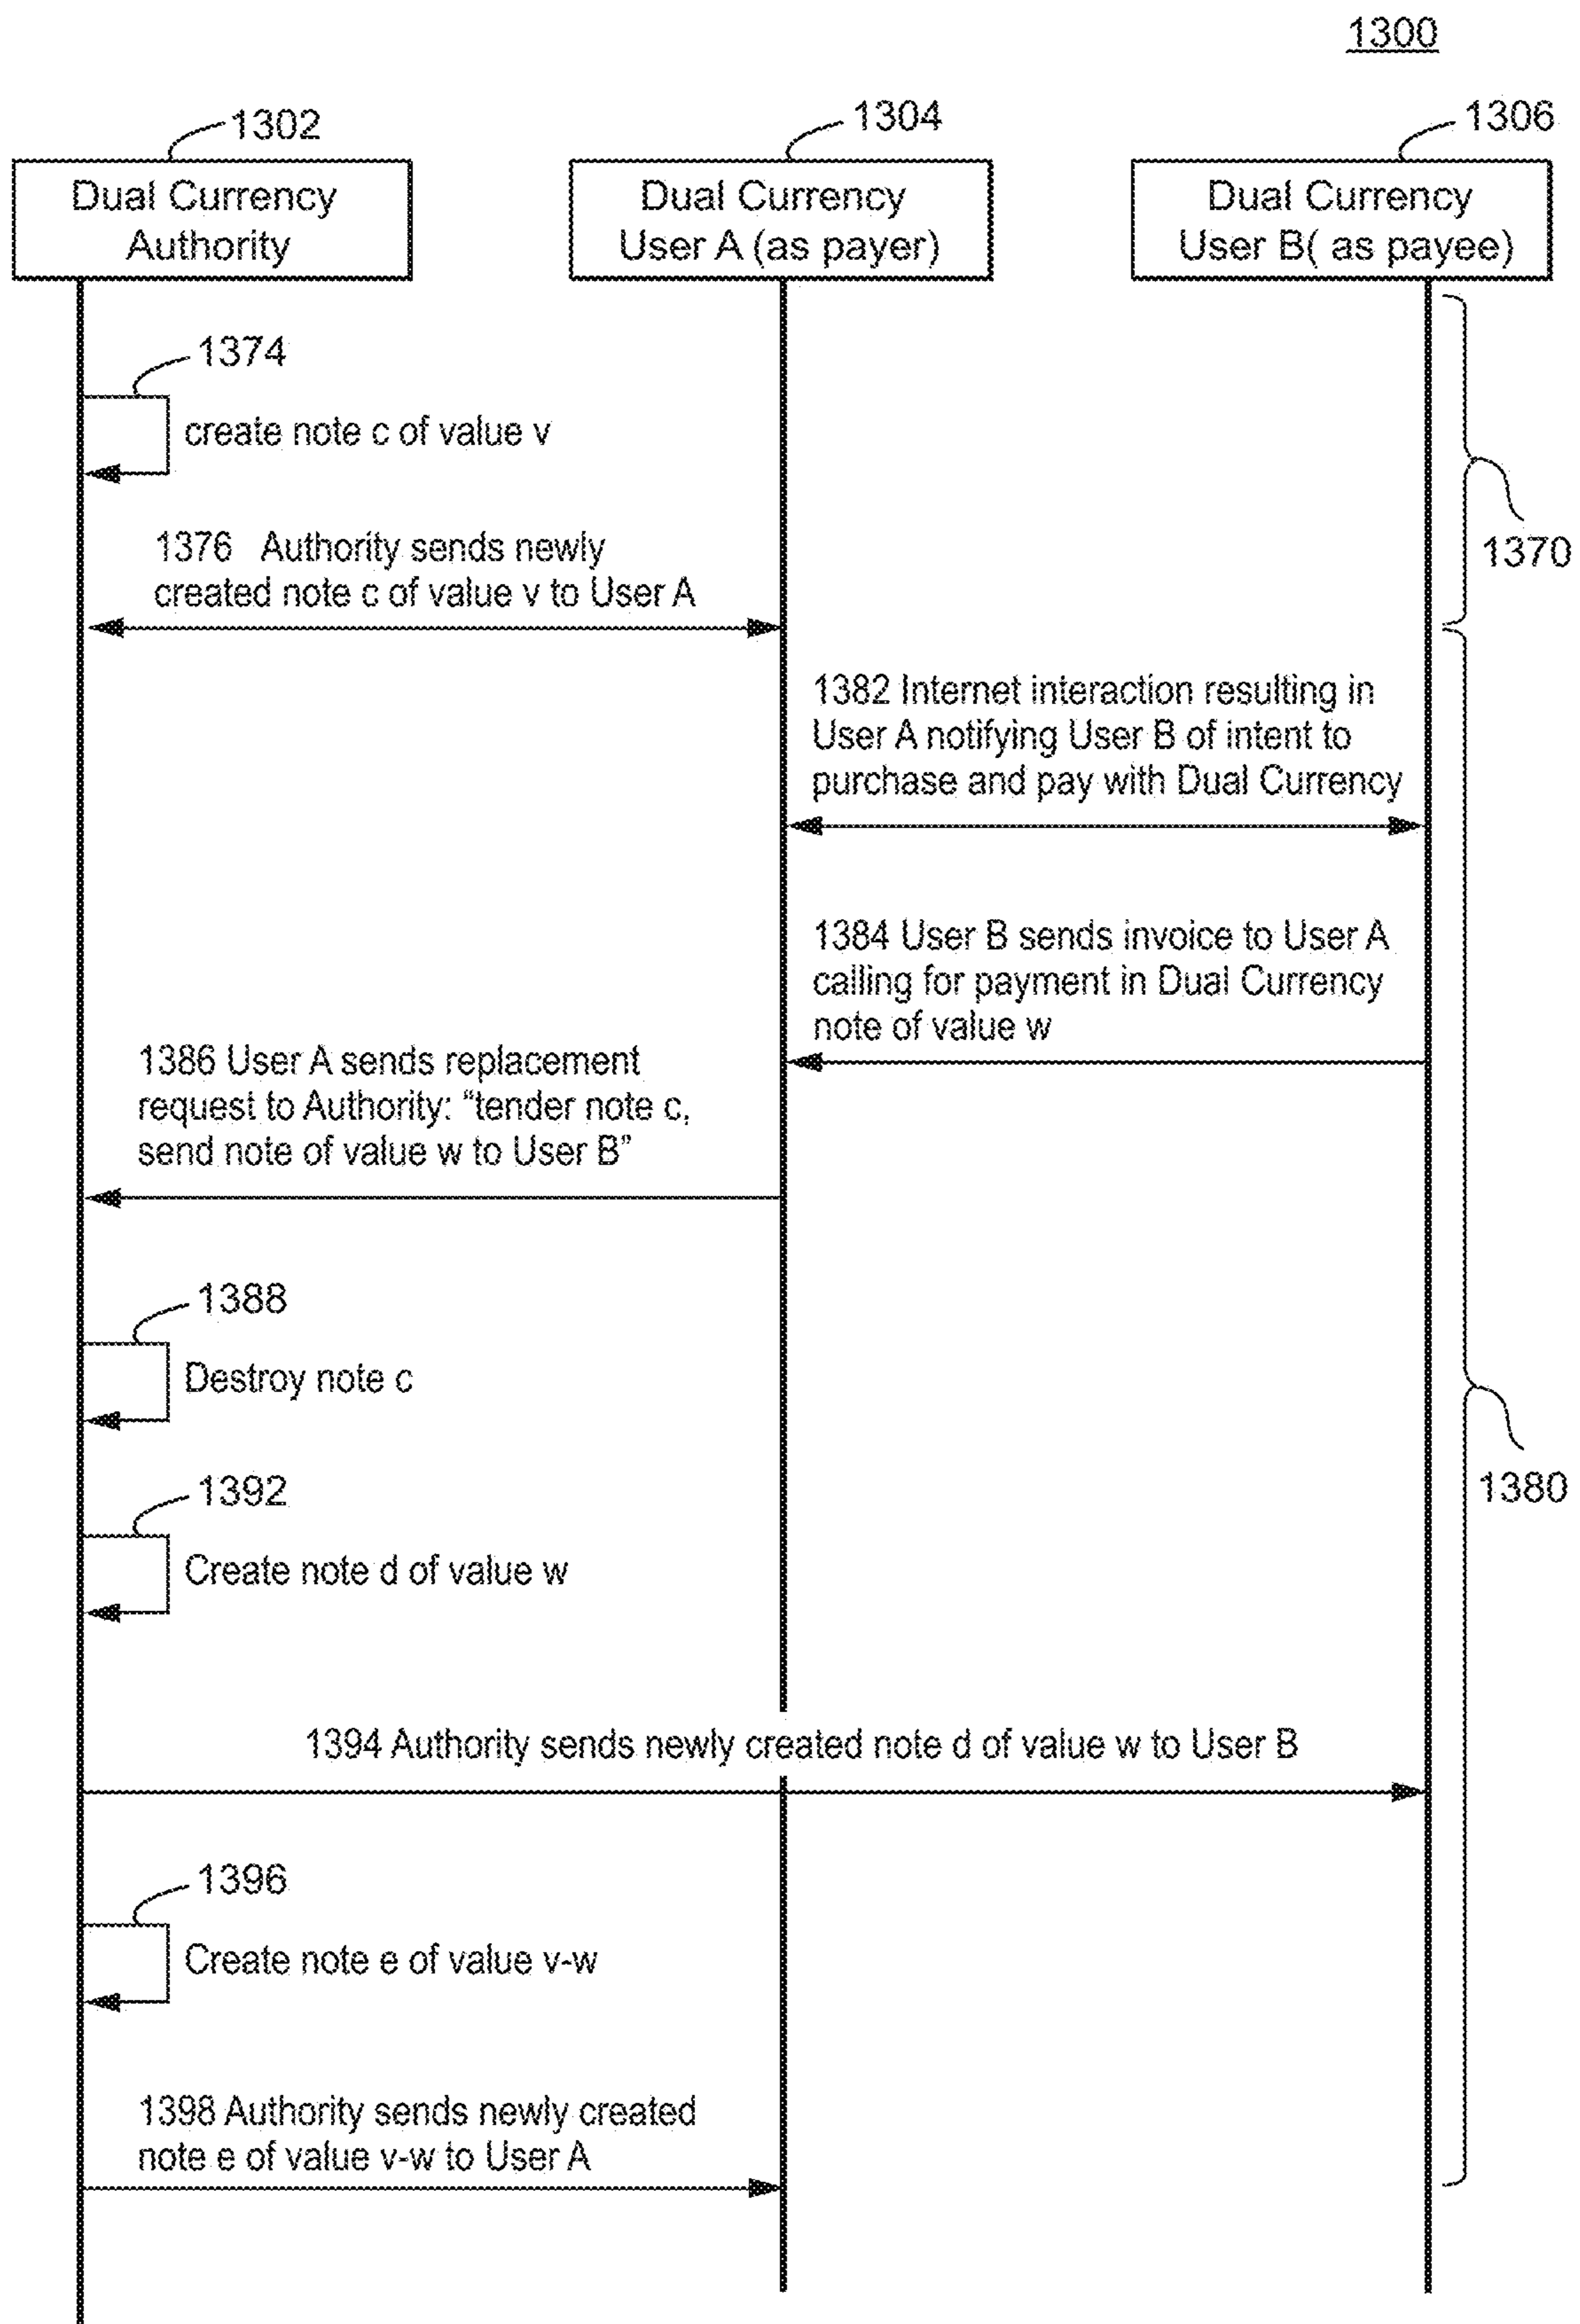 1300
1302
1304
1306
Dual Currency
Authority
Dual Currency
User A (as payer)
Dual Currency
User B( as payee)
1374
create note c of value v
1376 Authority sends newly
created note c of value v to User A
1370
1382 Internet interaction resulting in
User A notifying User B of intent to
purchase and pay with Dual Currency
1384 User B sends invoice to User A
calling for payment in Dual Currency
note of value w
1386 User A sends replacement
request to Authority: “tender note c,
send note of value w to User B”
1388
Destroy note c
1380
1392
Create note d of value w
1394 Authority sends newly created note d of value w to User B
1396
Create note e of value v-w
1398 Authority sends newly created
note e of value v-w to User A